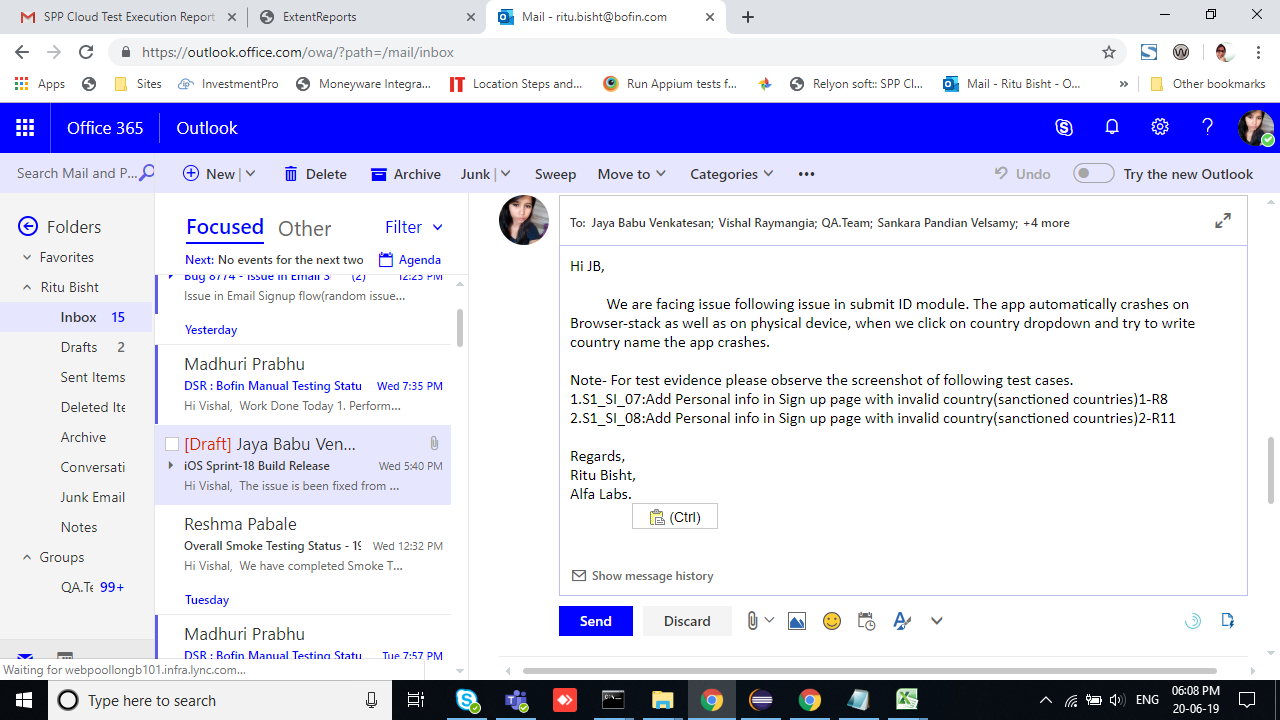 SPP Cloud Test Execution Report
ExtentReports
Mail - ritu.bisht@bofin.com
https://outlook.office.com/owa/?path=/mail/inbox
Apps
Sites
InvestmentPro
Moneyware Integra...
IT Location Steps and...
Run Appium tests f...
Relyon soft:: SPP Cl...
Mail - Ritu Bisht - O...
»
Other bookmarks
Office 365
Outlook
?
Search Mail and P...
New
Delete
Archive
Junk
Sweep
Move to
Categories
•••
Undo
Try the new Outlook
Folders
Favorites
Ritu Bisht
Inbox 15
Drafts 2
Sent Items
Deleted Ite
Archive
Conversati
Junk Email
Notes
Groups
QA.Te 99+
Waiting for webpoollongb101.infra.lync.com...
Focused Other Filter
Next: No events for the next two Agenda
Bug 8774 - Issue in Email S (2) 12:25 PM
Issue in Email Signup flow(random issue...
Yesterday
Madhuri Prabhu
DSR : Bofin Manual Testing Statu Wed 7:35 PM
Hi Vishal, Work Done Today 1. Perform...
[Draft] Jaya Babu Ven...
iOS Sprint-18 Build Release Wed 5:40 PM
Hi Vishal, The issue is been fixed from ...
Reshma Pabale
Overall Smoke Testing Status - 19 Wed 12:32 PM
Hi Vishal, We have completed Smoke T...
Tuesday
Madhuri Prabhu
DSR : Bofin Manual Testing Statu Tue 7:57 PM
To: Jaya Babu Venkatesan; Vishal Raymangia; QA.Team; Sankara Pandian Velsamy; +4 more
Hi JB,
We are facing issue following issue in submit ID module. The app automatically crashes on
Browser-stack as well as on physical device, when we click on country dropdown and try to write
country name the app crashes.
Note- For test evidence please observe the screenshot of following test cases.
1.S1_SI_07:Add Personal info in Sign up page with invalid country(sanctioned countries)1-R8
2.S1_SI_08:Add Personal info in Sign up page with invalid country(sanctioned countries)2-R11
Regards,
Ritu Bisht,
Alfa Labs.
(Ctrl)
Show message history
Send
Discard
Type here to search
ENG
06:08 PM
20-06-19